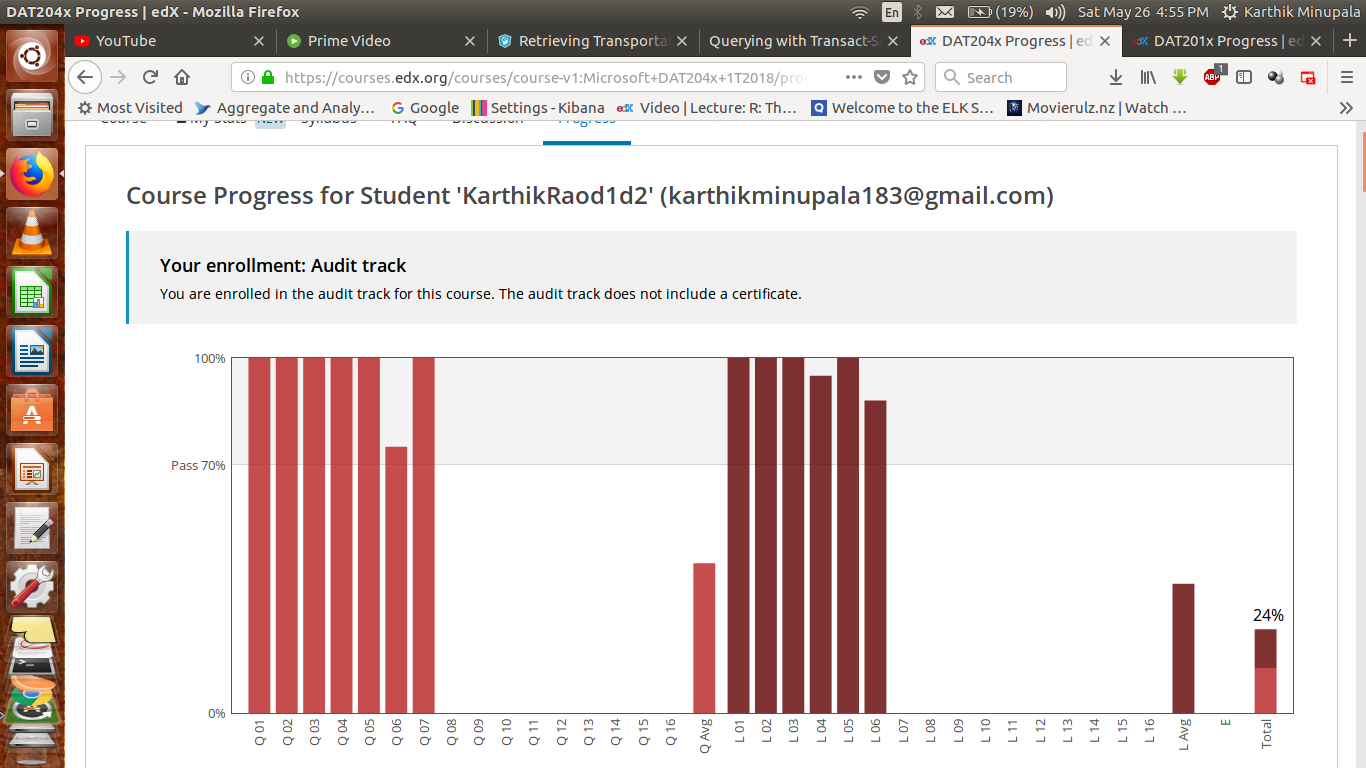 DAT204x Progress | edX - Mozilla Firefox
En
(19%)
Sat May 26 4:55 PM
Karthik Minupala
YouTube
Prime Video
Retrieving Transporta
Querying with Transact-S
edX DAT204x Progress | ed
edX DAT201x Progress | ed
https://courses.edx.org/courses/course-v1:Microsoft+DAT204x+1T2018/prog
Search
ABP
1
Most Visited
Aggregate and Analy...
G Google
Settings - Kibana
edX Video | Lecture: R: Th...
Q Welcome to the ELK S...
Movierulz.nz | Watch ...
Course
My Stats
NEW
Syllabus
FAQ
Discussion
Progress
Course Progress for Student 'KarthikRaod1d2' (karthikminupala183@gmail.com)
Your enrollment: Audit track
You are enrolled in the audit track for this course. The audit track does not include a certificate.
100%
Pass 70%
0%
24%
Q 01
Q 02
Q 03
Q 04
Q 05
Q 06
Q 07
Q 08
Q 09
Q 10
Q 11
Q 12
Q 13
Q 14
Q 15
Q 16
Q Avg
L 01
L 02
L 03
L 04
L 05
L 06
L 07
L 08
L 09
L 10
L 11
L 12
L 13
L 14
L 15
L 16
L Avg
E
Total